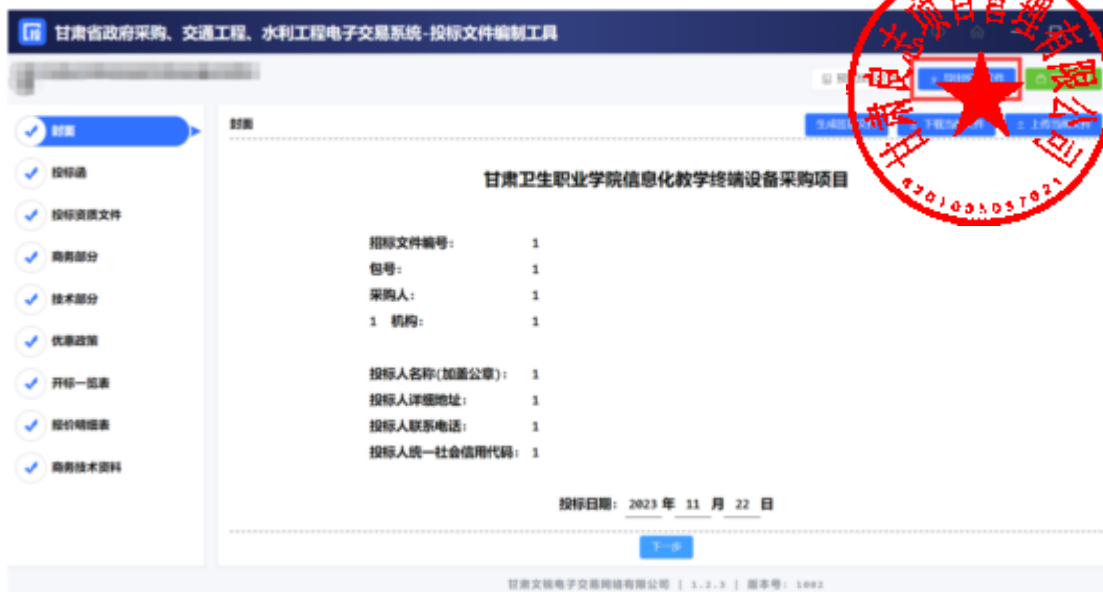 甘肃省政府采购、交通工程、水利工程电子交易系统-投标文件编制工具
封面
投标函
投标资质文件
商务部分
技术部分
优惠政策
开标一览表
报价明细表
商务技术资料
封面
甘肃卫生职业学院信息化教学终端设备采购项目
招标文件编号: 1
包号: 1
采购人: 1
1 机构: 1
投标人名称(加盖公章): 1
投标人详细地址: 1
投标人联系电话: 1
投标人统一社会信用代码: 1
投标日期: 2023 年 11 月 22 日
下一步
甘肃文锐电子交易网络有限公司 | 1.2.3 | 版本号: 1002